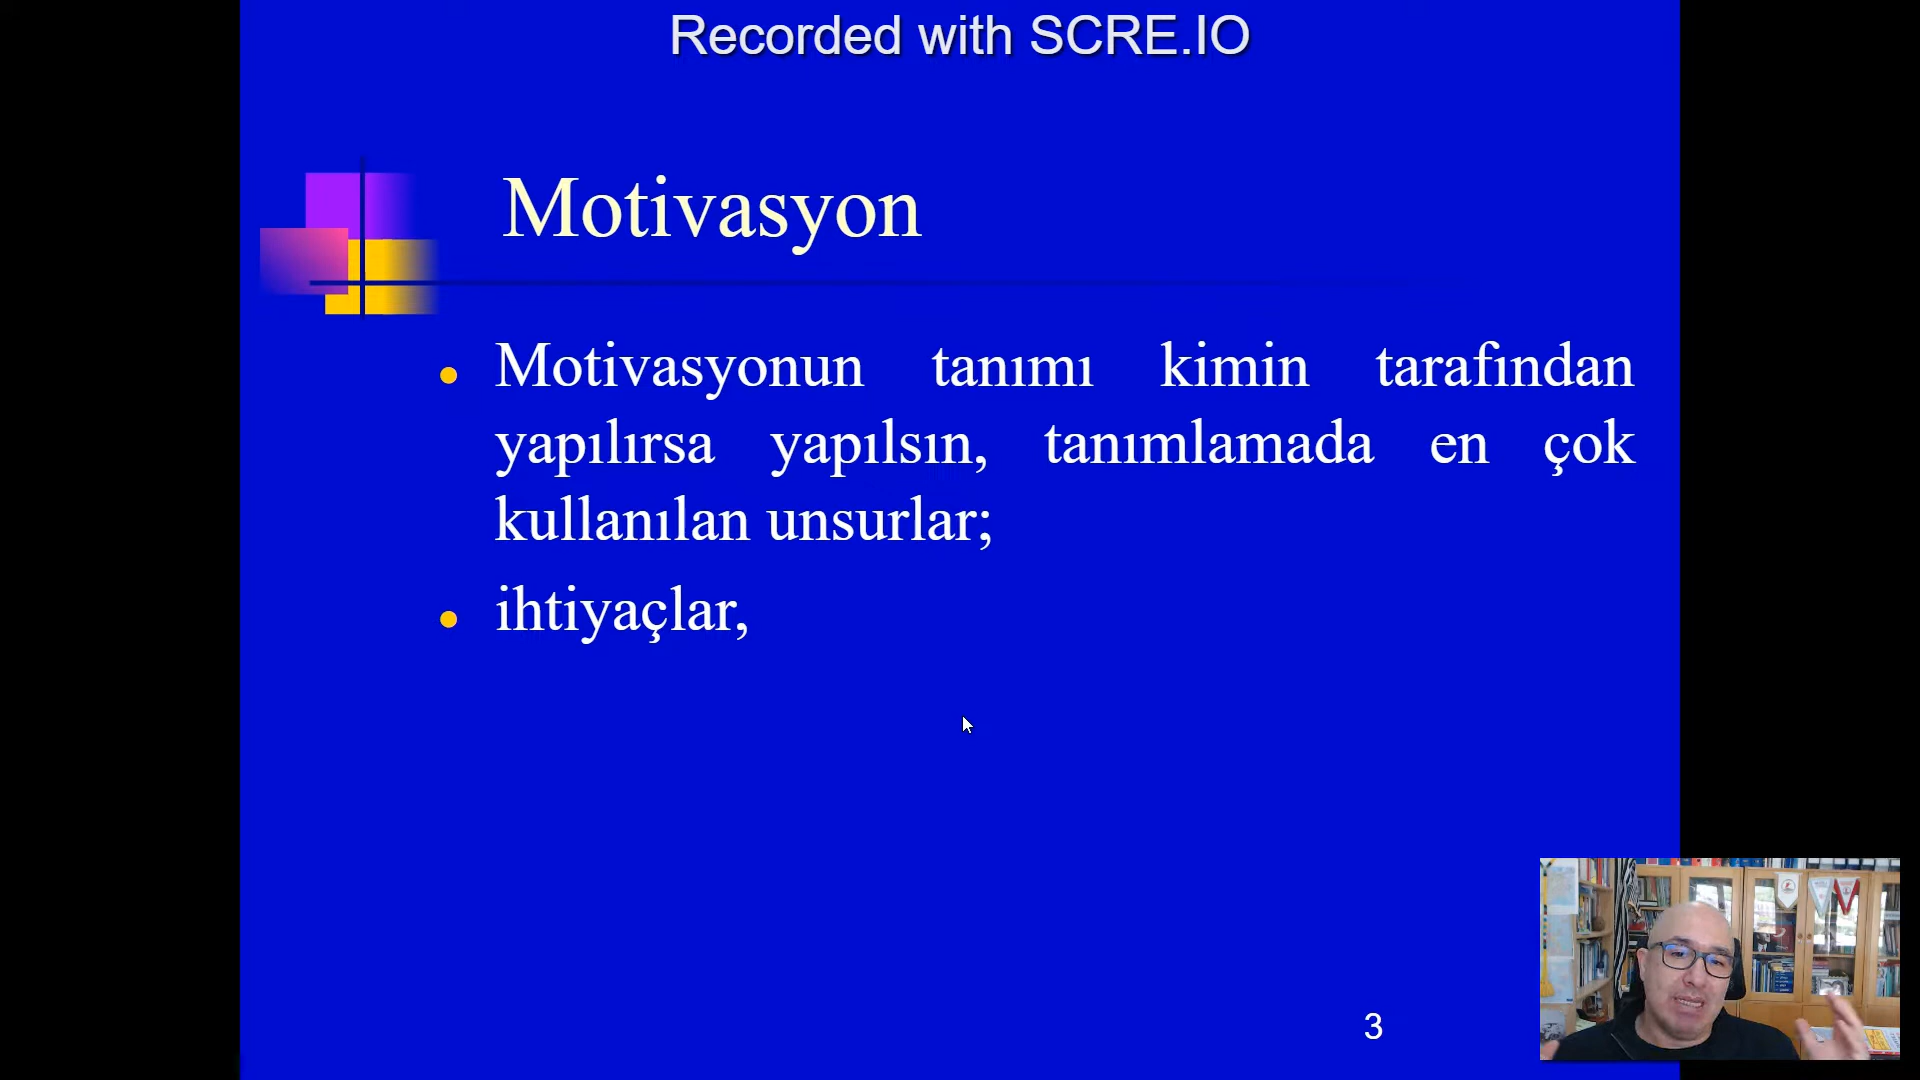 Recorded with SCRE.IO
Motivasyon
Motivasyonun tanımı kimin tarafından
yapılırsa yapılsın, tanımlamada en çok
kullanılan unsurlar;
ihtiyaçlar,
3